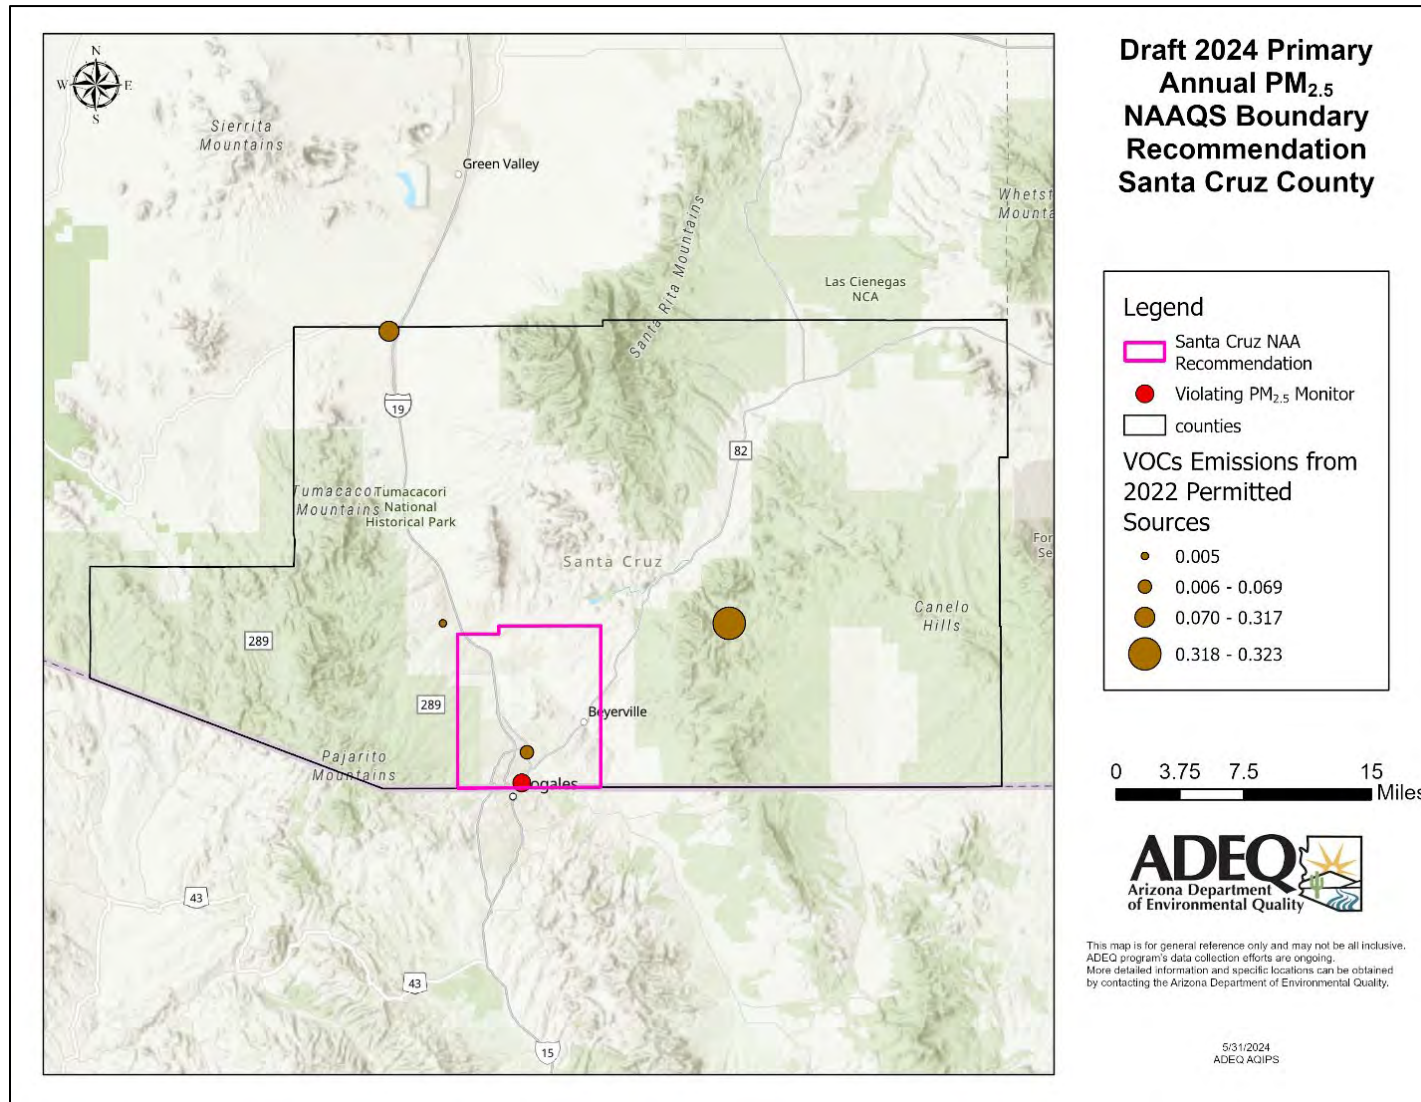 N
W
E
S
Sierrita
Mountains
Green Valley
Santa Rita Mountains
Whetst
Mounta
Las Cienegas
NCA
19
82
Tumacaco
Mountains
Tumacacori
National
Historical Park
For
Se
Santa Cruz
Canelo
Hills
289
289
Beyerville
Pajarito
Mountains
ogales
43
43
15
Draft 2024 Primary
Annual PM2.5
NAAQS Boundary
Recommendation
Santa Cruz County
Legend
Santa Cruz NAA
Recommendation
Violating PM2.5 Monitor
counties
VOCs Emissions from
2022 Permitted
Sources
0.005
0.006 - 0.069
0.070 - 0.317
0.318 - 0.323
0 3.75 7.5 15
Miles
ADEQ
Arizona Department
of Environmental Quality
This map is for general reference only and may not be all inclusive.
ADEQ program's data collection efforts are ongoing.
More detailed information and specific locations can be obtained
by contacting the Arizona Department of Environmental Quality.
5/31/2024
ADEQ AQIPS